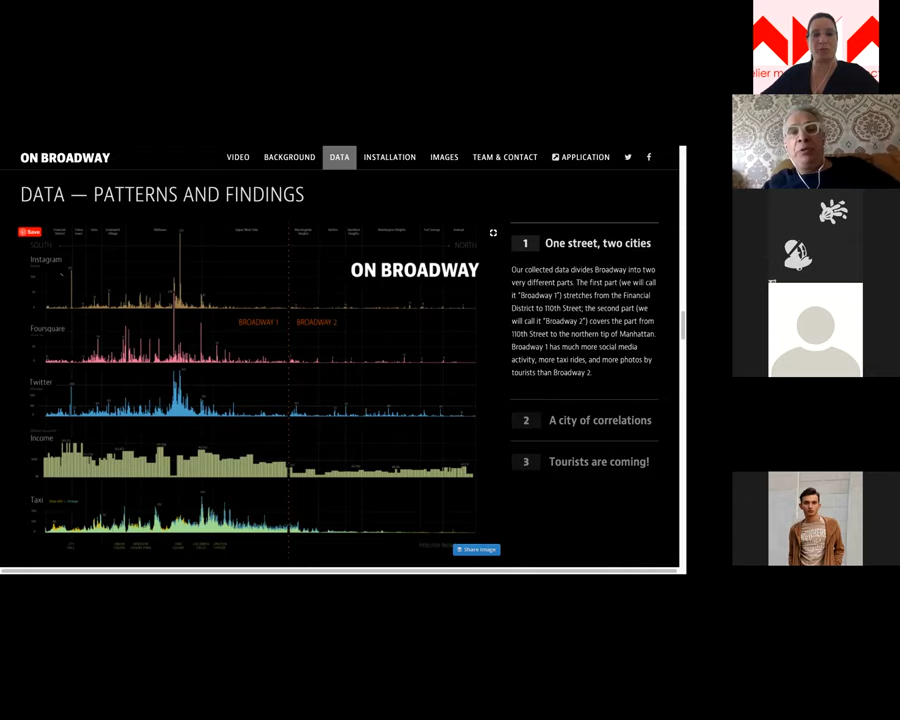 ON BROADWAY
VIDEO
BACKGROUND
DATA
INSTALLATION
IMAGES
TEAM & CONTACT
APPLICATION
DATA — PATTERNS AND FINDINGS
Save
SOUTH
NORTH
Instagram
ON BROADWAY
BROADWAY 1
BROADWAY 2
Foursquare
Twitter
Income
Taxi
Share Image
1 One street, two cities
Our collected data divides Broadway into two
very different parts. The first part (we will call
it "Broadway 1") stretches from the Financial
District to 110th Street; the second part (we
will call it "Broadway 2") covers the part from
110th Street to the northern tip of Manhattan.
Broadway 1 has much more social media
activity, more taxi rides, and more photos by
tourists than Broadway 2.
2 A city of correlations
3 Tourists are coming!